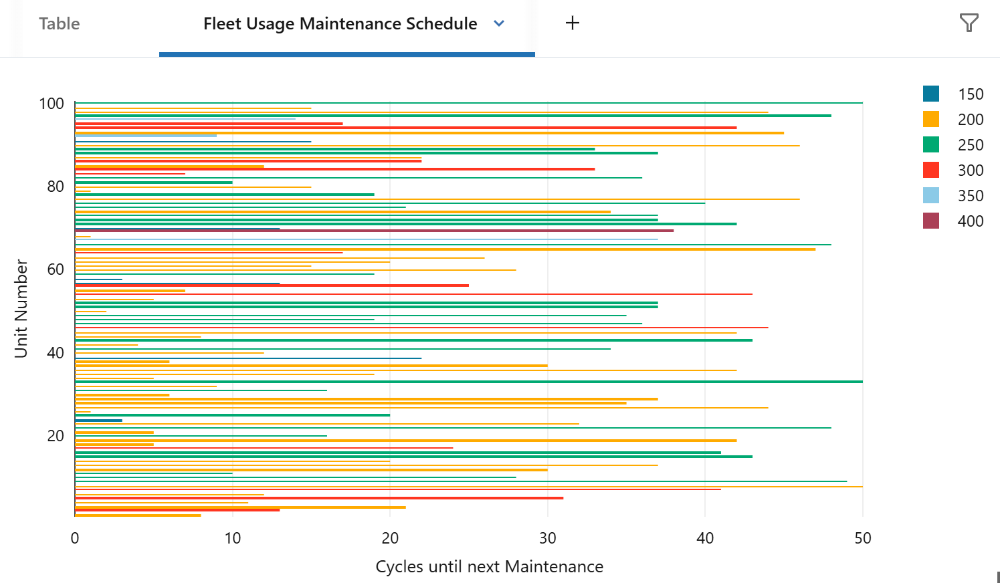 Table
Fleet Usage Maintenance Schedule
+
150
200
250
300
350
400
Unit Number
100
80
60
40
20
0 10 20 30 40 50
Cycles until next Maintenance